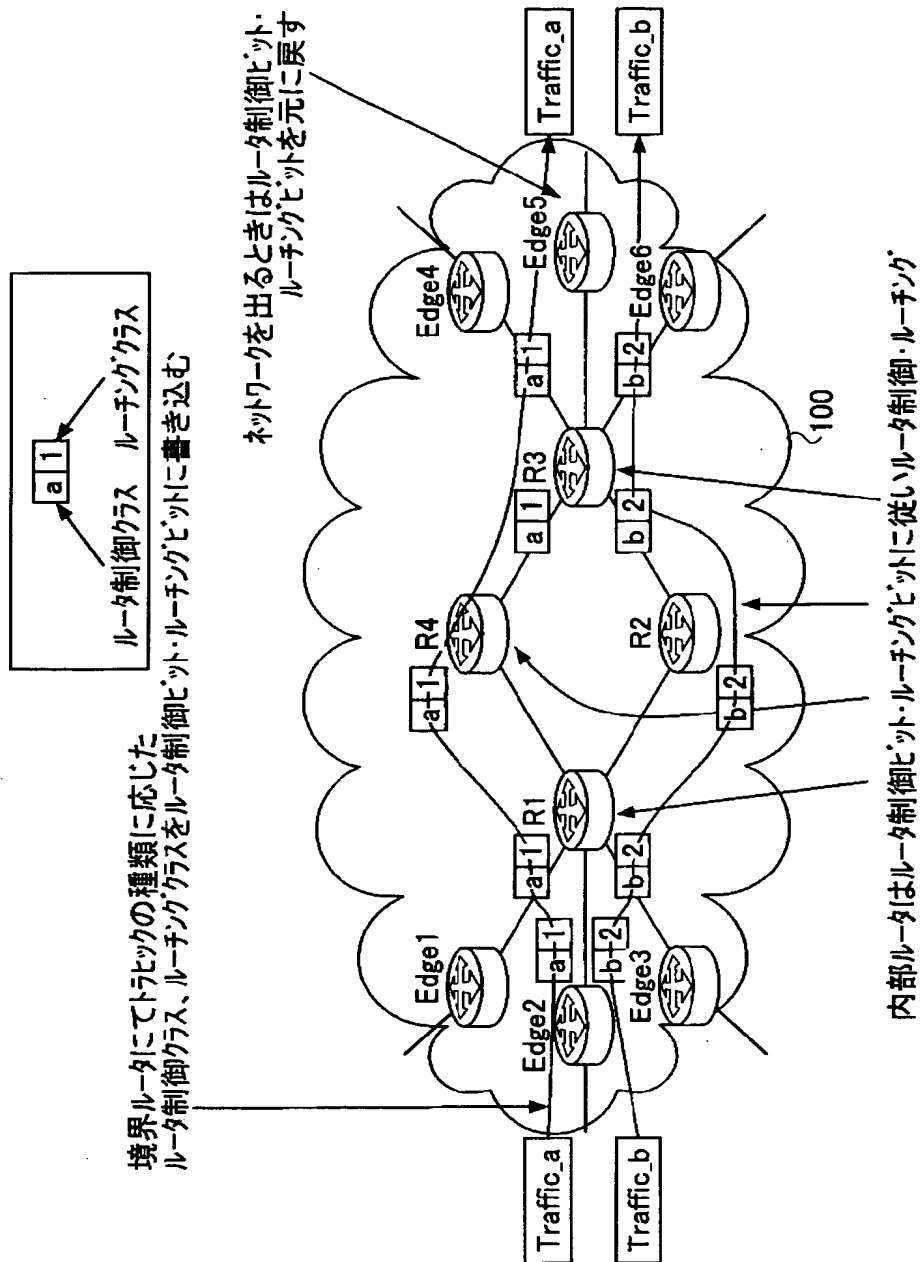 a 1
ルータ制御クラス ルーチングクラス
境界ルータにてトラヒックの種類に応じた
ルータ制御クラス、ルーチングクラスをルータ制御ビット・ルーチングビットに書き込む
ネットワークを出るときはルータ制御ビット・
ルーチングビットを元に戻す
Edge1
Edge4
a 1
R4
a 1
a 1
a 1
Traffic_a
a 1
Edge5
Traffic_a
Edge2
R1
R3
b 2
Edge3
b 2
b 2
b 2
Edge6
Traffic_b
Traffic_b
R2
b 2
100
内部ルータはルータ制御ビット・ルーチングビットに従いルータ制御・ルーチング